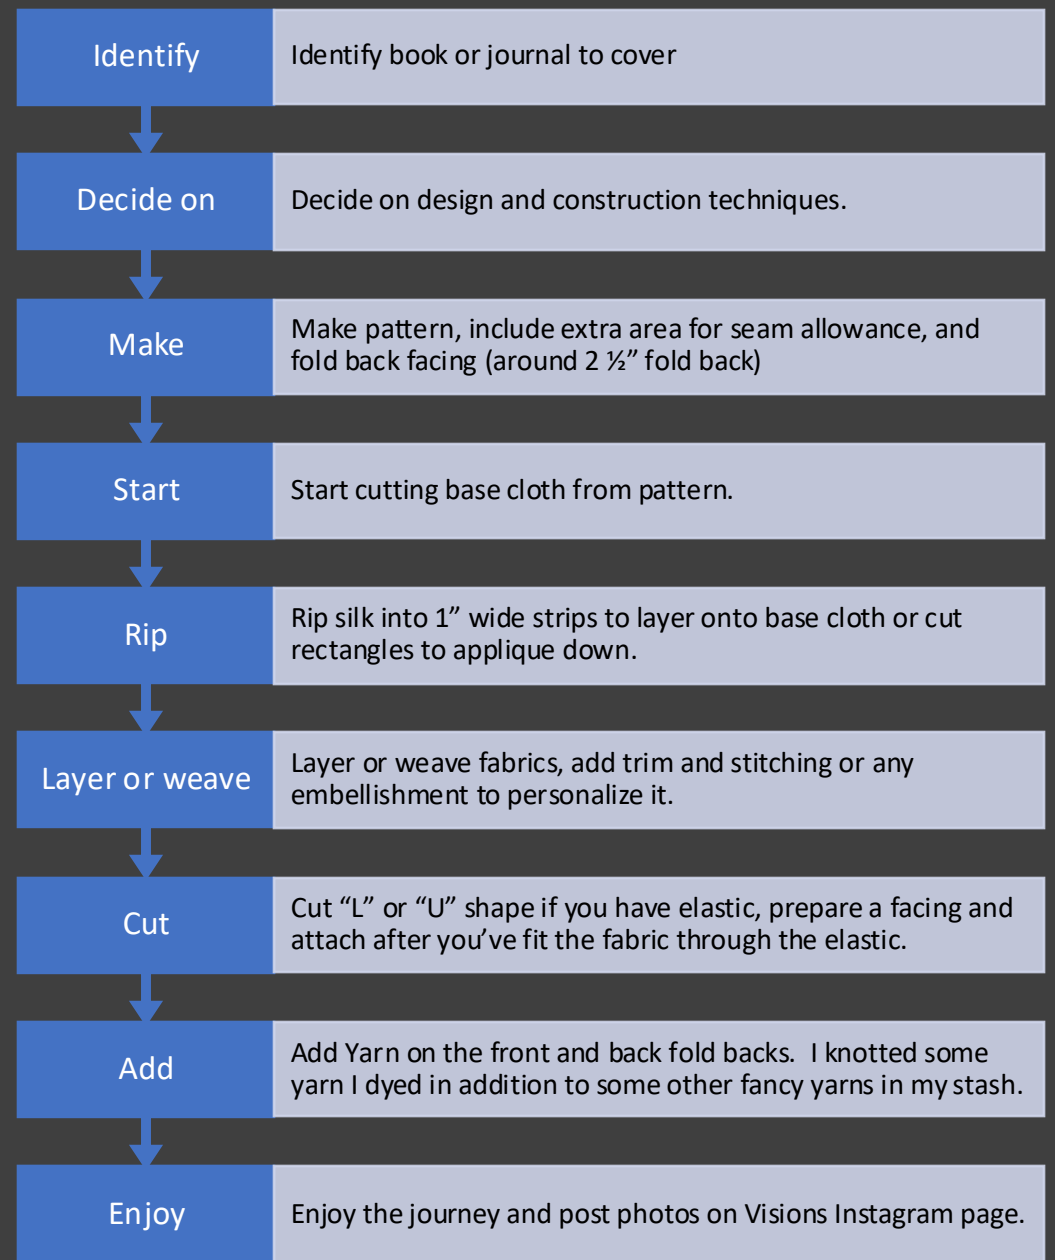 Identify
Identify book or journal to cover
Decide on
Decide on design and construction techniques.
Make
Make pattern, include extra area for seam allowance, and
fold back facing (around 2 ½” fold back)
Start
Start cutting base cloth from pattern.
Rip
Rip silk into 1” wide strips to layer onto base cloth or cut
rectangles to applique down.
Layer or weave
Layer or weave fabrics, add trim and stitching or any
embellishment to personalize it.
Cut
Cut “L” or “U” shape if you have elastic, prepare a facing and
attach after you’ve fit the fabric through the elastic.
Add
Add Yarn on the front and back fold backs.  I knotted some
yarn I dyed in addition to some other fancy yarns in my stash.
Enjoy
Enjoy the journey and post photos on Visions Instagram page.